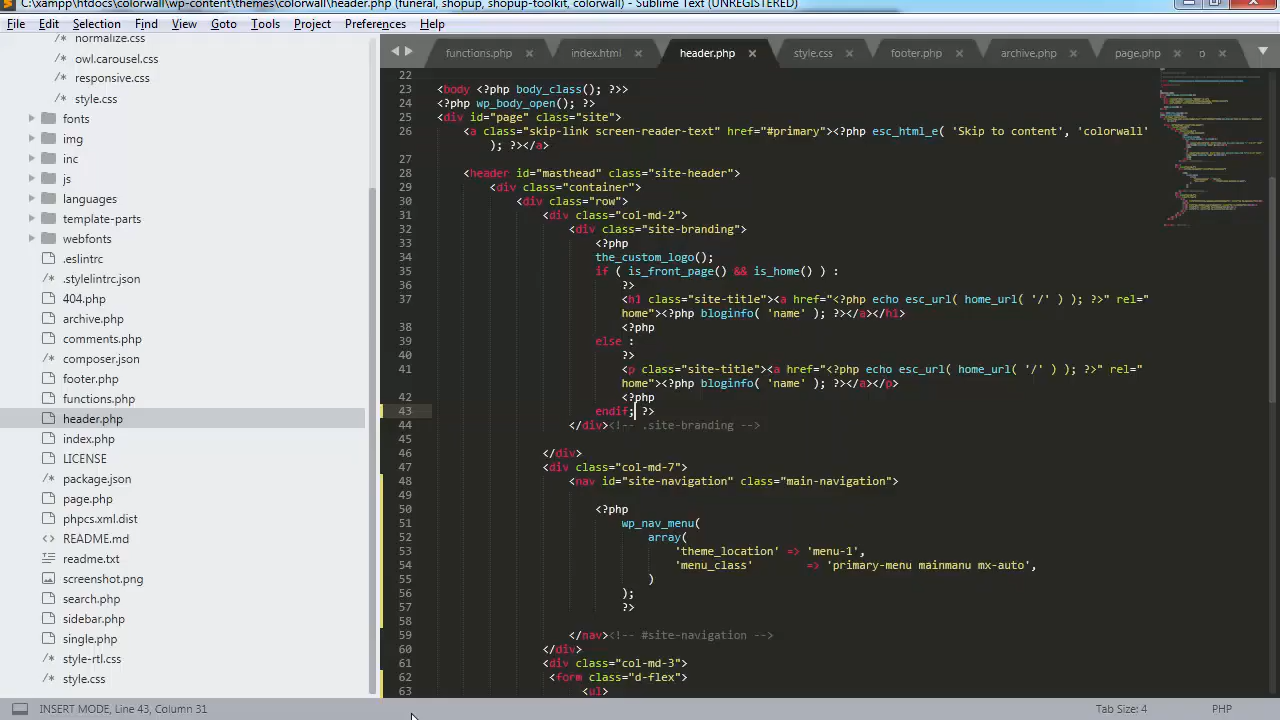 C:\xampp\htdocs\colorwall\wp-content\themes\colorwall\header.php (funeral, shopup, shopup-toolkit, colorwall) - Sublime Text (UNREGISTERED)
File Edit Selection Find View Goto Tools Project Preferences Help
functions.php index.html header.php style.css footer.php archive.php page.php o
normalize.css
owl.carousel.css
responsive.css
style.css
fonts
img
inc
js
languages
template-parts
webfonts
.eslintrc
.stylelintrc.json
404.php
archive.php
comments.php
composer.json
footer.php
functions.php
header.php
index.php
LICENSE
package.json
page.php
phpcs.xml.dist
README.md
readme.txt
screenshot.png
search.php
sidebar.php
single.php
style-rtl.css
style.css
22
23 <body <?php body_class(); ?>>
24 <?php wp_body_open(); ?>
25 <div id="page" class="site">
26 <a class="skip-link screen-reader-text" href="#primary"><?php esc_html_e( 'Skip to content', 'colorwall'
); ?></a>
27
28 <header id="masthead" class="site-header">
29 <div class="container">
30 <div class="row">
31 <div class="col-md-2">
32 <div class="site-branding">
33 <?php
34 the_custom_logo();
35 if ( is_front_page() && is_home() ) :
36 ?>
37 <h1 class="site-title"><a href="<?php echo esc_url( home_url( '/' ) ); ?>" rel="
home"><?php bloginfo( 'name' ); ?></a></h1>
38 <?php
39 else :
40 ?>
41 <p class="site-title"><a href="<?php echo esc_url( home_url( '/' ) ); ?>" rel="
home"><?php bloginfo( 'name' ); ?></a></p>
42 <?php
43 endif; ?>
44 </div><!-- .site-branding -->
45
46 </div>
47 <div class="col-md-7">
48 <nav id="site-navigation" class="main-navigation">
49
50 <?php
51 wp_nav_menu(
52 array(
53 'theme_location' => 'menu-1',
54 'menu_class' => 'primary-menu mainmanu mx-auto',
55 )
56 );
57 ?>
58
59 </nav><!-- #site-navigation -->
60 </div>
61 <div class="col-md-3">
62 <form class="d-flex">
63 <ul>
INSERT MODE, Line 43, Column 31 Tab Size: 4 PHP